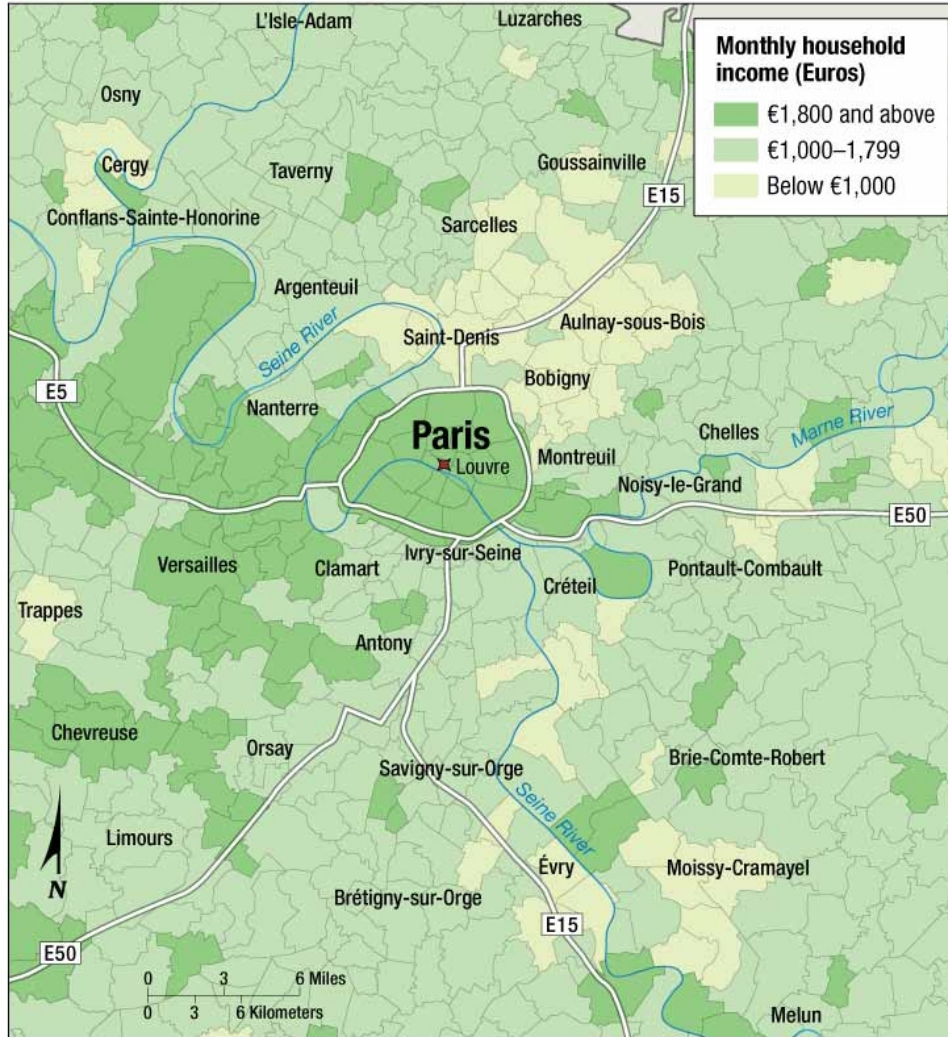 L'Isle-Adam
Luzarches
Monthly household
income (Euros)
€1,800 and above
€1,000–1,799
Below €1,000
Osny
Cergy
Taverny
Goussainville
E15
Conflans-Sainte-Honorine
Sarcelles
Argenteuil
Seine River
Saint-Denis
Aulnay-sous-Bois
E5
Bobigny
Nanterre
Paris
Louvre
Montreuil
Chelles
Marne River
Noisy-le-Grand
E50
Ivry-sur-Seine
Versailles
Clamart
Créteil
Pontault-Combault
Trappes
Antony
Chevreuse
Orsay
Savigny-sur-Orge
Brie-Comte-Robert
Seine River
Limours
N
Évry
Moissy-Cramayel
Brétigny-sur-Orge
E15
E50
0 3 6 Miles
0 3 6 Kilometers
Melun